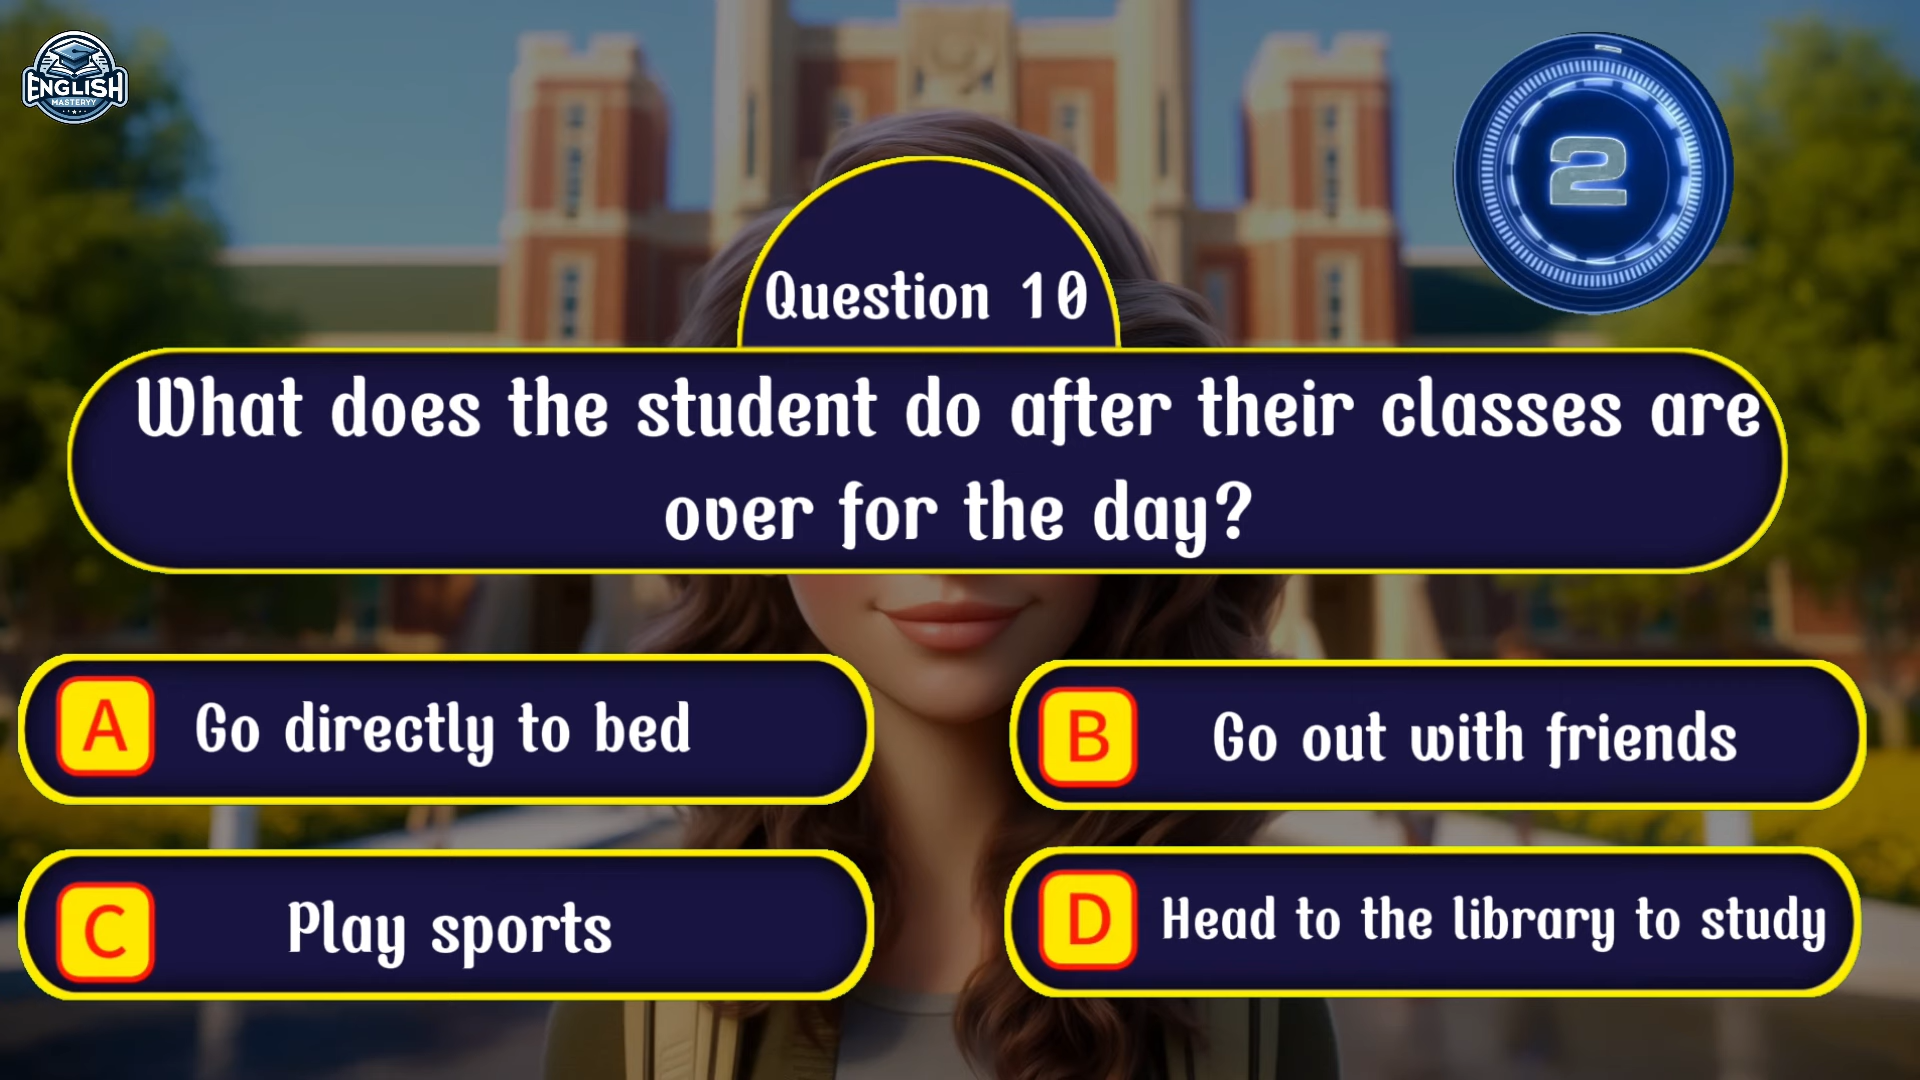 ENGLISH
MASTERYY
2
Question 10
What does the student do after their classes are
over for the day?
A Go directly to bed
B Go out with friends
C Play sports
D Head to the library to study